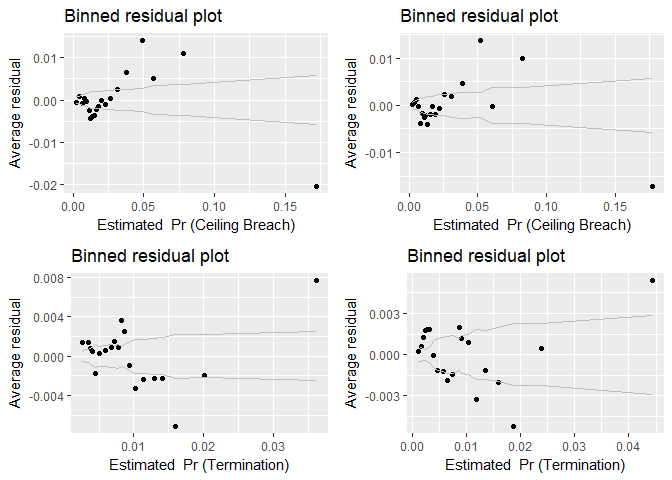 Binned residual plot
Average residual
0.01
0.00
-0.01
-0.02
0.00 0.05 0.10 0.15
Estimated Pr (Ceiling Breach)
Binned residual plot
Average residual
0.01
0.00
-0.01
0.00 0.05 0.10 0.15
Estimated Pr (Ceiling Breach)
Binned residual plot
Average residual
0.008
0.004
0.000
-0.004
0.01 0.02 0.03
Estimated Pr (Termination)
Binned residual plot
Average residual
0.003
0.000
-0.003
0.00 0.01 0.02 0.03 0.04
Estimated Pr (Termination)